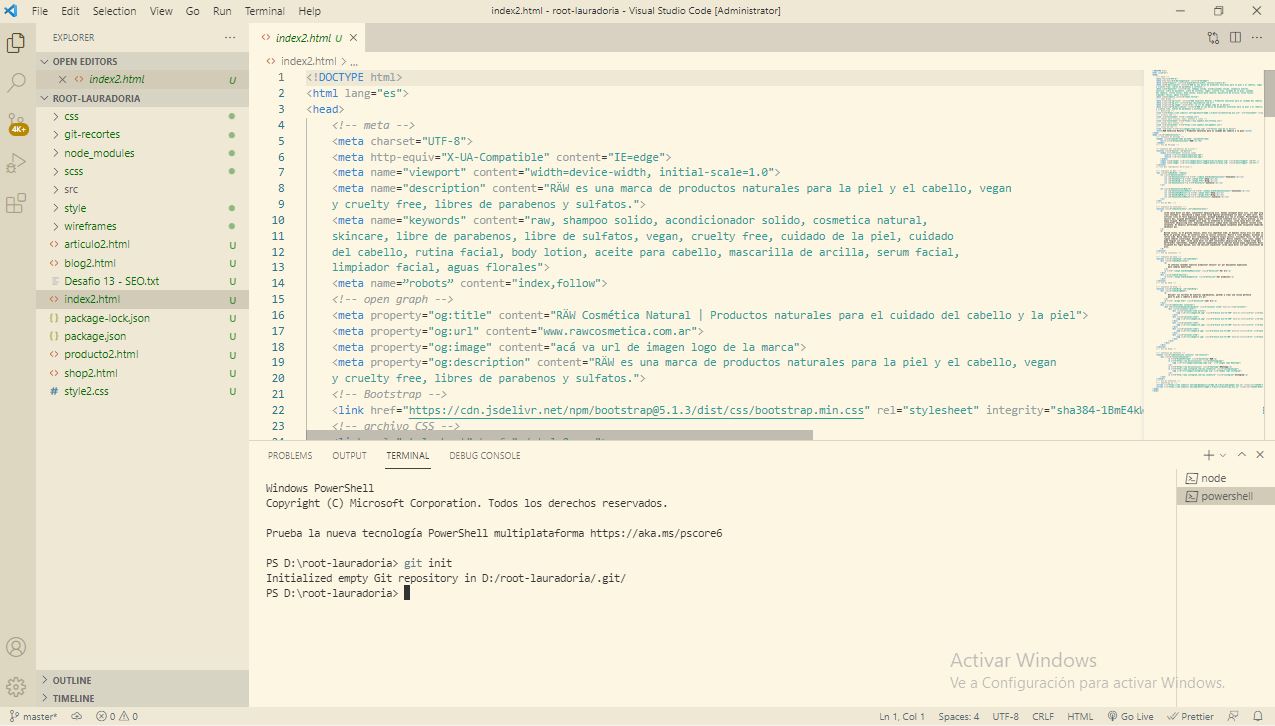 File Edit Selection View Go Run Terminal Help index2.html - root-lauradoria - Visual Studio Code [Administrator]
EXPLORER ...
OPEN EDITORS
index2.html U
ROOT-LAURADORIA
css
git-recortes
node_modules
scss
src
styles
wireframes
articulo2.html U
blog2.html U
Desafio 13 - SEO.txt U
index2.html U
package-lock.json U
package.json U
producto2.html U
shop2.html U
style2.css U
OUTLINE
TIMELINE
4K+
index2.html U
index2.html > ...
1 <!DOCTYPE html>
2 <html lang="es">
3 <head>
4 <!-- meta -->
5 <meta charset="UTF-8">
6 <meta http-equiv="X-UA-Compatible" content="IE=edge">
7 <meta name="viewport" content="width=device-width, initial-scale=1.0">
8 <meta name="description" content="RÄW es una marca de productos naturales para la piel y el cabello, vegan
9 y cruelty free, libre de parabenos y sulfatos.">
10 <meta name="keywords" content="raw, shampoo solido, acondicionador solido, cosmetica natural,
11 skincare, libre de parabenos, libre de sulfatos, vegan, cruelty free, cuidado de la piel, cuidado
12 del cabello, rutina facial, body lotion, aceite para cabello, mascarilla de arcilla, serum facial,
13 limpiador facial, aguas florales">
14 <meta name="robots" content="index,follow">
15 <!-- open graph -->
16 <meta property="og:title" content="RÄW Cosmética Natural | Productos naturales para el cuidado del cabello y la piel">
17 <meta property="og:url" content="www.rawcosmetica.com.ar">
18 <meta property="og:image" content="aca va url de imagen logo de la marca">
19 <meta property="og:description" content="RÄW es una marca de productos naturales para la piel y el cabello, vegan
20 y cruelty free, libre de parabenos y sulfatos.">
21 <!-- Bootstrap -->
22 <link href="https://cdn.jsdelivr.net/npm/bootstrap@5.1.3/dist/css/bootstrap.min.css" rel="stylesheet" integrity="sha384-1BmE4k
23 <!-- archivo CSS -->
PROBLEMS OUTPUT TERMINAL DEBUG CONSOLE
node
powershell
Windows PowerShell
Copyright (C) Microsoft Corporation. Todos los derechos reservados.
Prueba la nueva tecnología PowerShell multiplataforma https://aka.ms/pscore6
PS D:\root-lauradoria> git init
Initialized empty Git repository in D:/root-lauradoria/.git/
PS D:\root-lauradoria>
Activar Windows
Ve a Configuración para activar Windows.
master* 0 0 Ln 1, Col 1 Spaces: 4 UTF-8 CRLF HTML Go Live Prettier